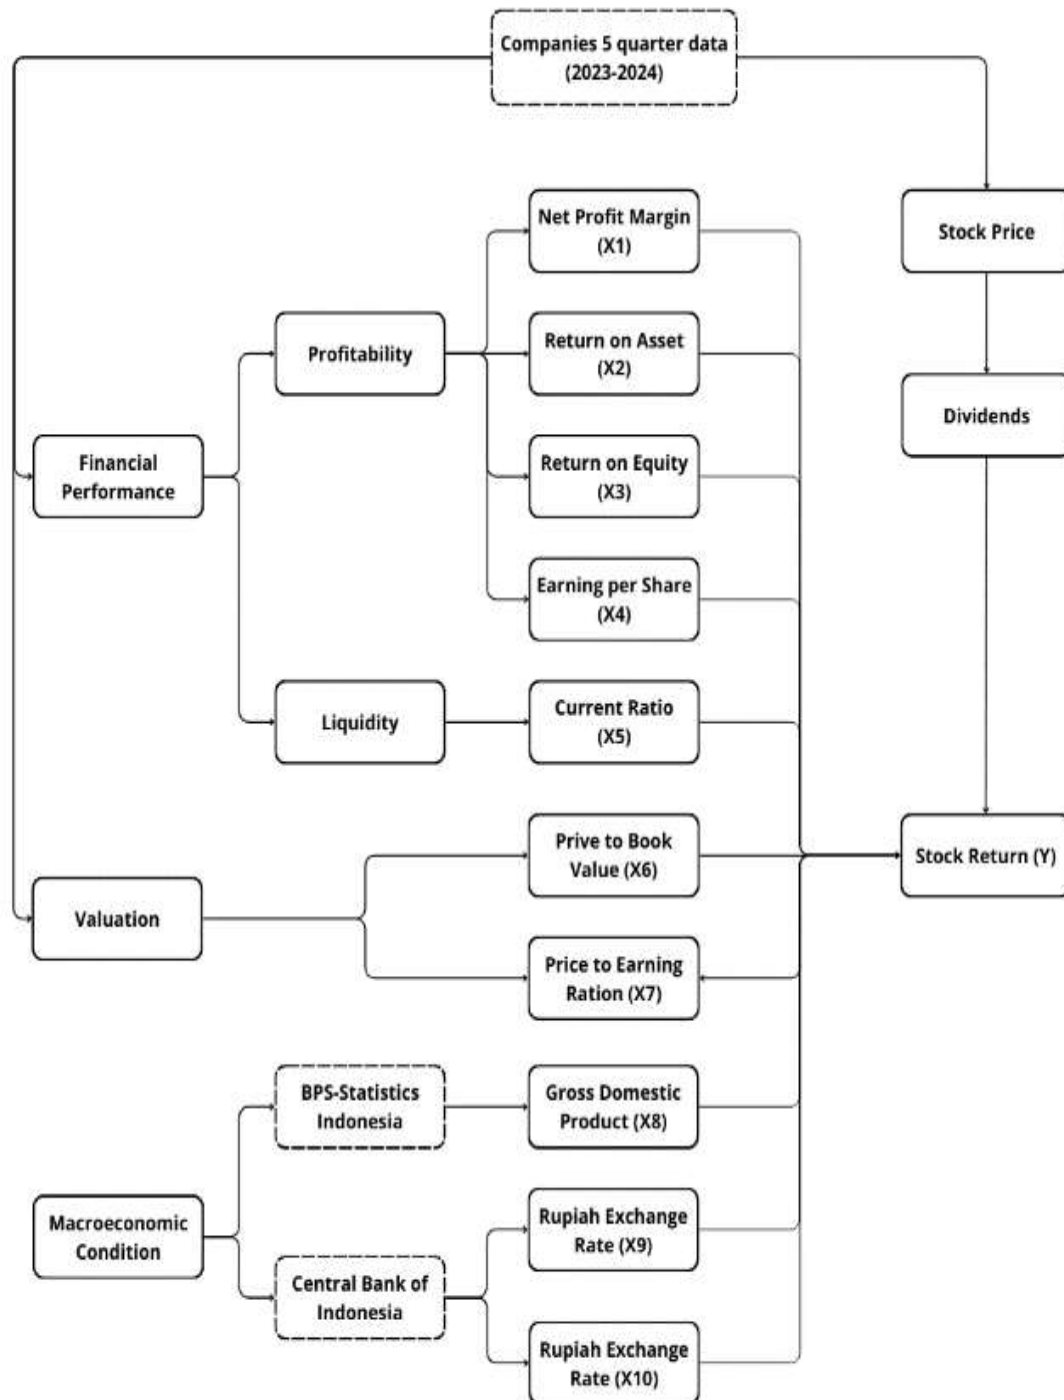 Companies 5 quarter data
(2023-2024)
Net Profit Margin
(X1)
Stock Price
Profitability
Return on Asset
(X2)
Dividends
Financial
Performance
Return on Equity
(X3)
Earning per Share
(X4)
Liquidity
Current Ratio
(X5)
Prive to Book
Value (X6)
Stock Return (Y)
Valuation
Price to Earning
Ration (X7)
BPS-Statistics
Indonesia
Gross Domestic
Product (X8)
Macroeconomic
Condition
Rupiah Exchange
Rate (X9)
Central Bank of
Indonesia
Rupiah Exchange
Rate (X10)